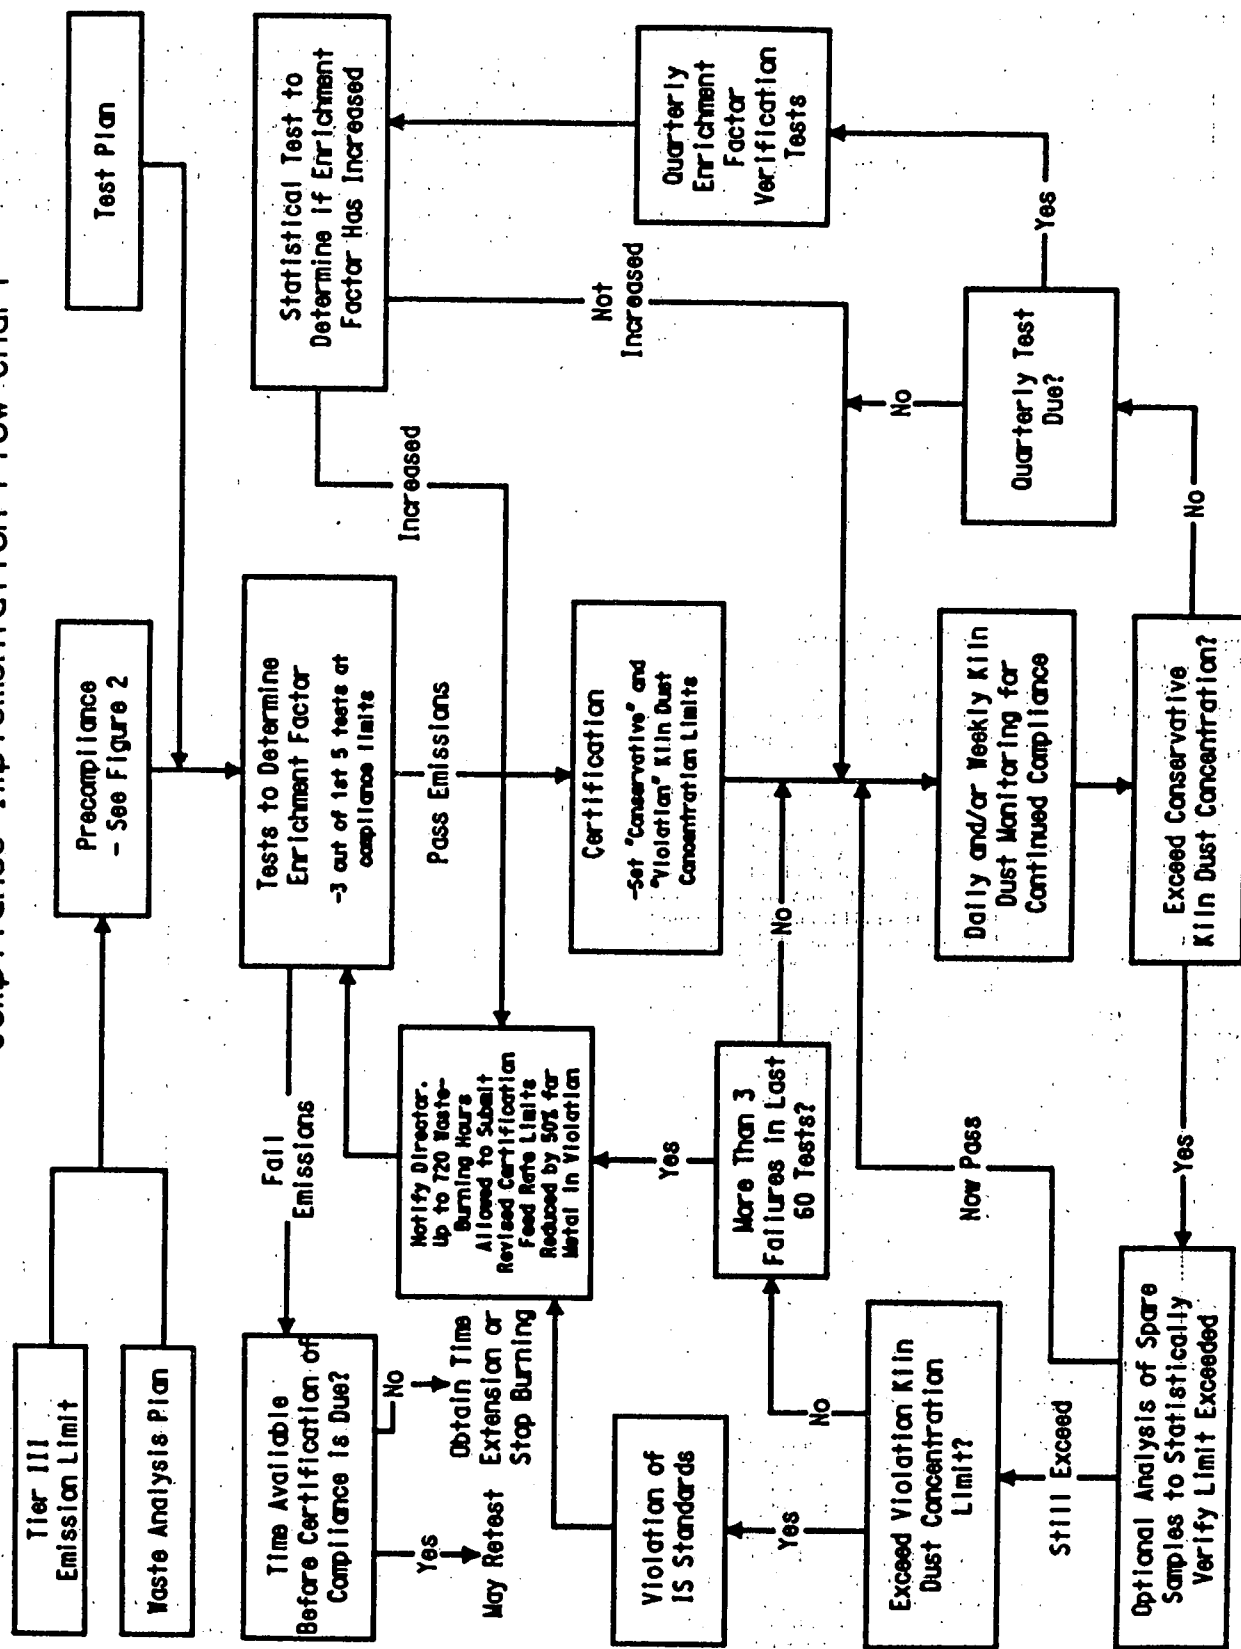 Compliance Implementation Flow Chart
Tier III
Emission Limit
Waste Analysis Plan
Precompliance
- See Figure 2
Test Plan
Time Available
Before Certification of
Compliance is Due?
Yes
May Retest
No
Obtain Time
Extension or
Stop Burning
Fail
Emissions
Tests to Determine
Enrichment Factor
-3 out of 1st 5 tests at
compliance limits
Pass Emissions
Statistical Test to
Determine if Enrichment
Factor Has Increased
Increased
Not
Increased
Notify Director.
Up to 720 Waste-
Burning Hours
Allowed to Submit
Revised Certification
Feed Rate Limits
Reduced by 50% for
Metal in Violation
Certification
-Set "Conservative" and
"Violation" Kiln Dust
Concentration Limits
Quarterly
Enrichment
Factor
Verification
Tests
Violation of
IS Standards
Yes
More Than 3
Failures in Last
60 Tests?
Yes
No
No
Exceed Violation Kiln
Dust Concentration
Limit?
Still Exceed
Now Pass
Daily and/or Weekly Kiln
Dust Monitoring for
Continued Compliance
Quarterly Test
Due?
Yes
No
No
Optional Analysis of Spare
Samples to Statistically
Verify Limit Exceeded
Yes
Exceed Conservative
Kiln Dust Concentration?